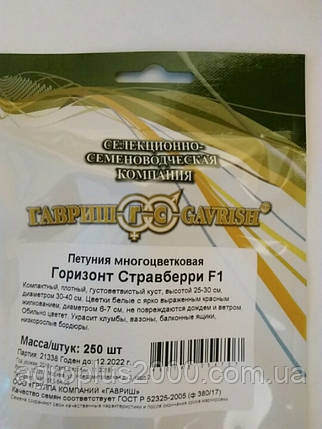 СЕЛЕКЦИОННО-
СЕМЕНОВОДЧЕСКАЯ
КОМПАНИЯ
ГАВРИШ Г-С GAVRISH ®
Петуния многоцветковая
Горизонт Стравберри F1
Компактный, плотный, густоветвистый куст, высотой 25-30 см,
диаметром 30-40 см. Цветки белые с ярко выраженным красным
жилкованием, диаметром 6-7 см, не повреждаются дождем и ветром.
Обильно цветет. Украсит клумбы, вазоны, балконные ящики,
низкорослые бордюры.
Масса/штук: 250 шт
Партия: 21338 Годен до: 12.2022 г.
ООО "ГРУППА КОМПАНИЙ "ГАВРИШ"
Качество семян соответствует ГОСТ Р 52325-2005 (Ф 380/17)
agroplus2000.com.ua